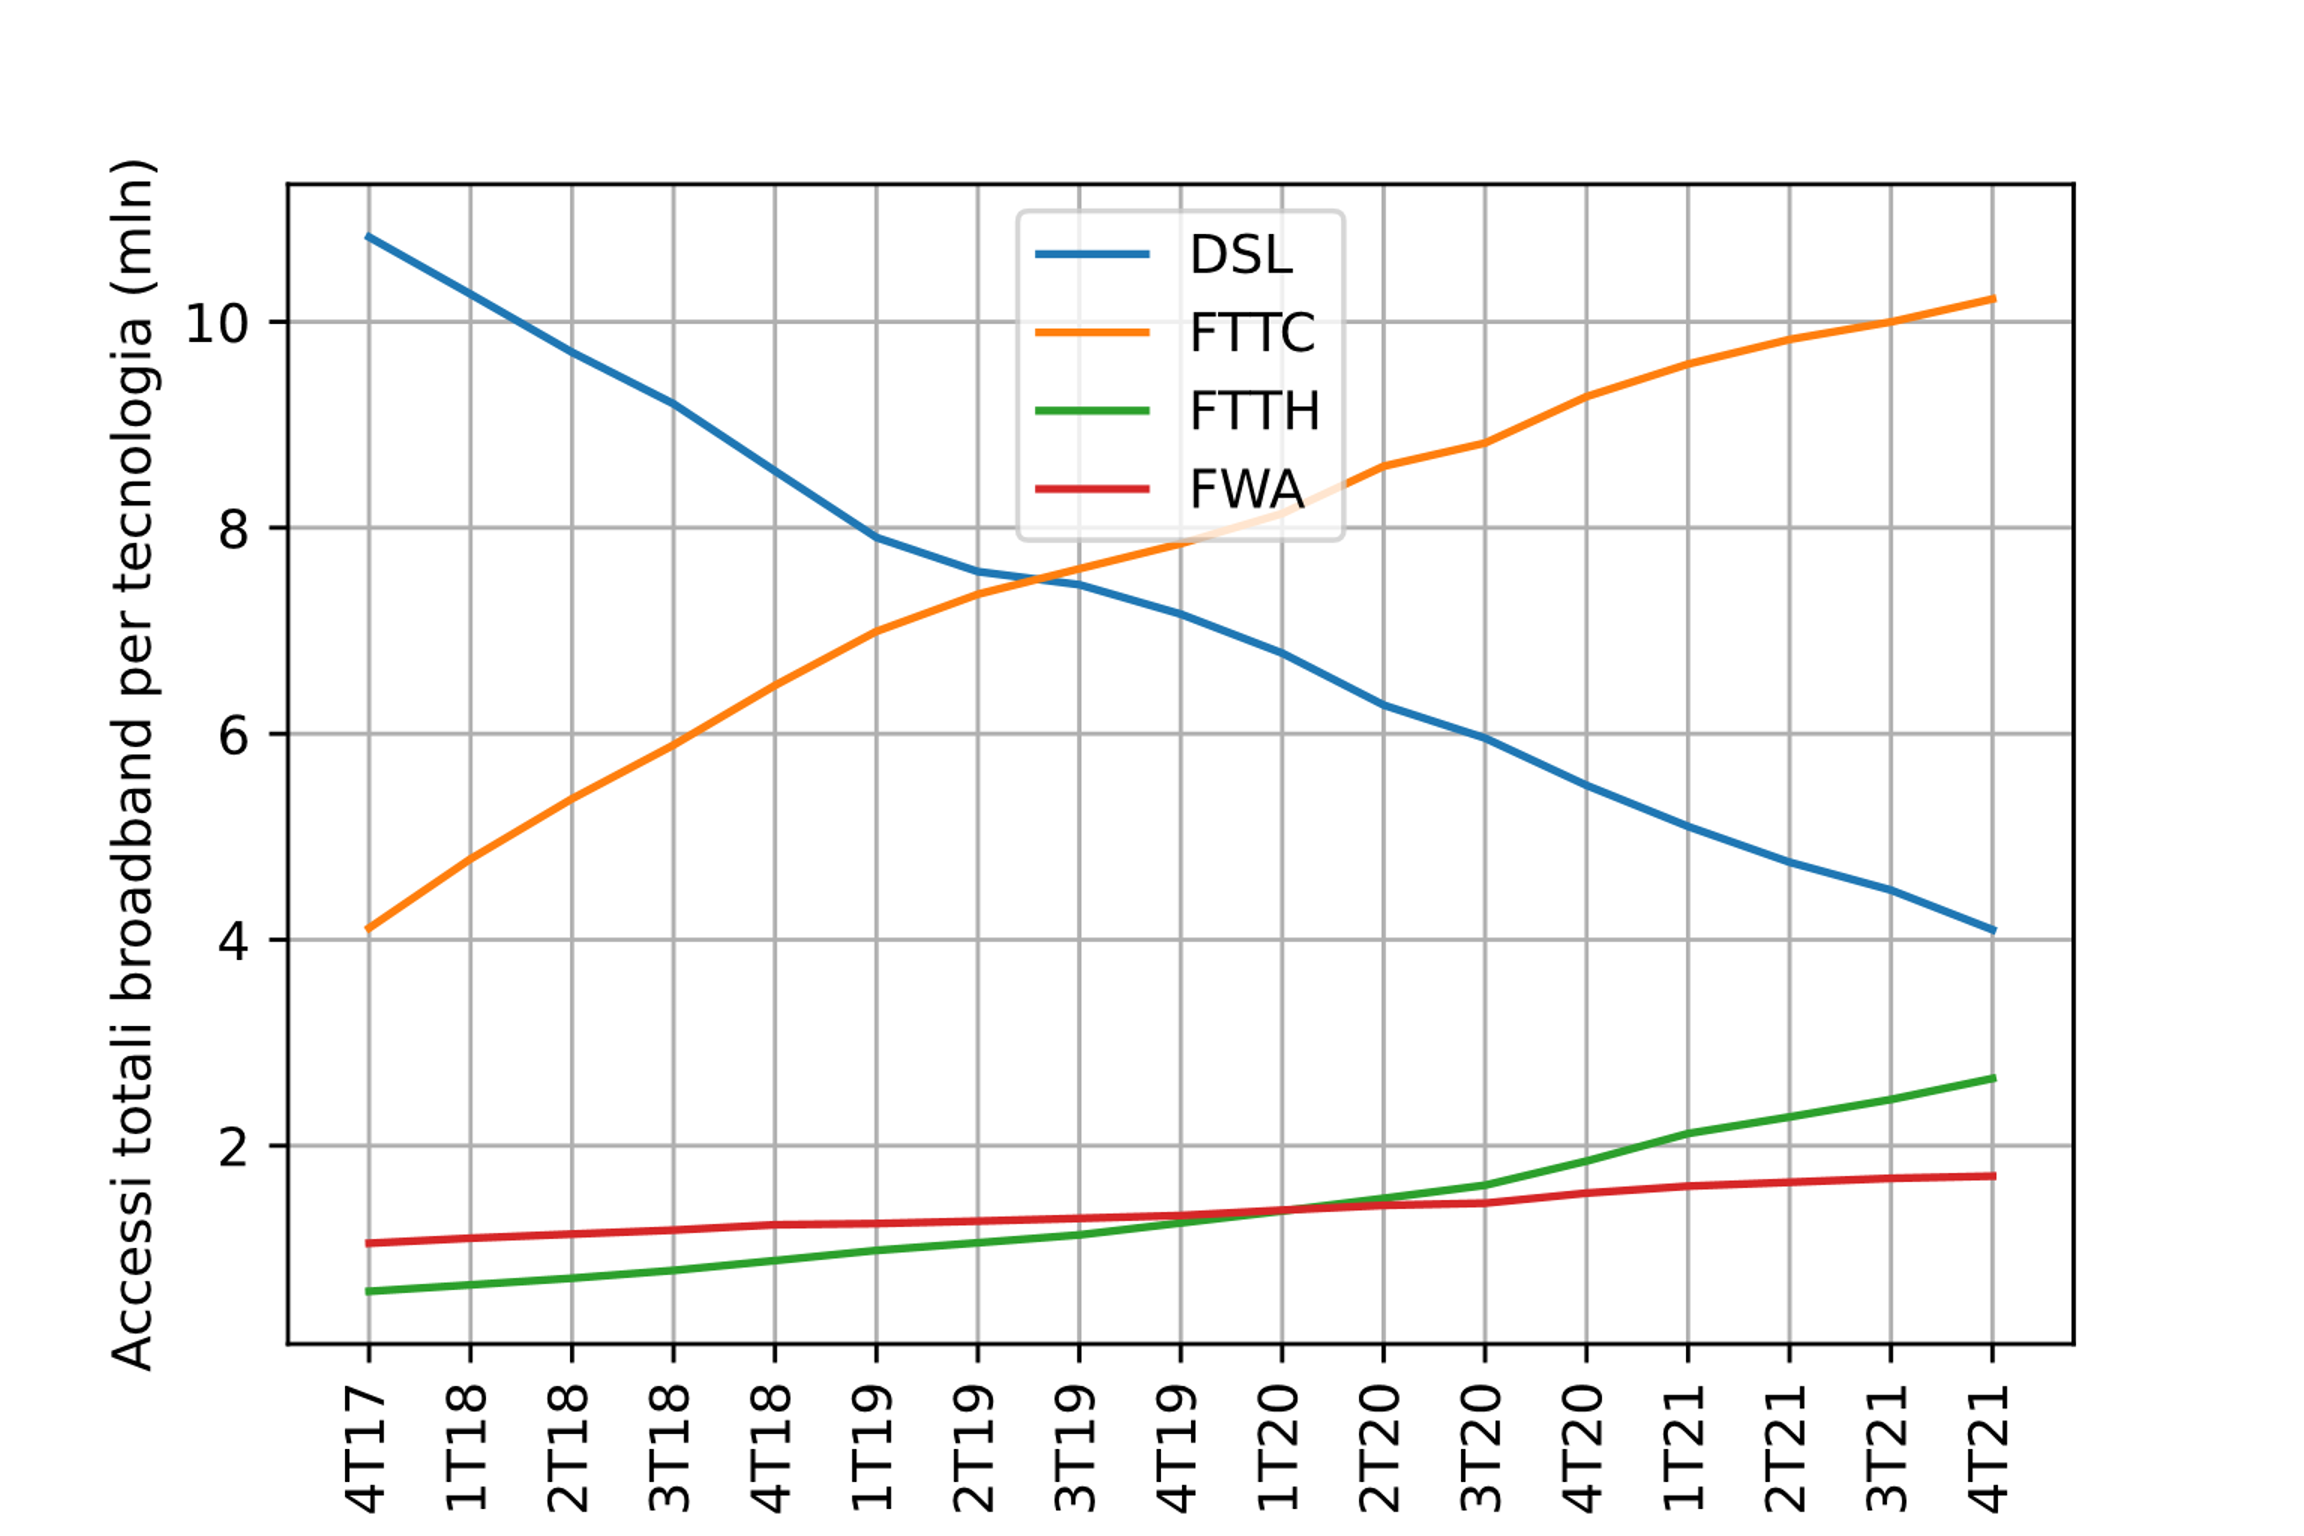 Accessi totali broadband per tecnologia (mln)
10
8
6
4
2
DSL
FTTC
FTTH
FWA
4T17
1T18
2T18
3T18
4T18
1T19
2T19
3T19
4T19
1T20
2T20
3T20
4T20
1T21
2T21
3T21
4T21